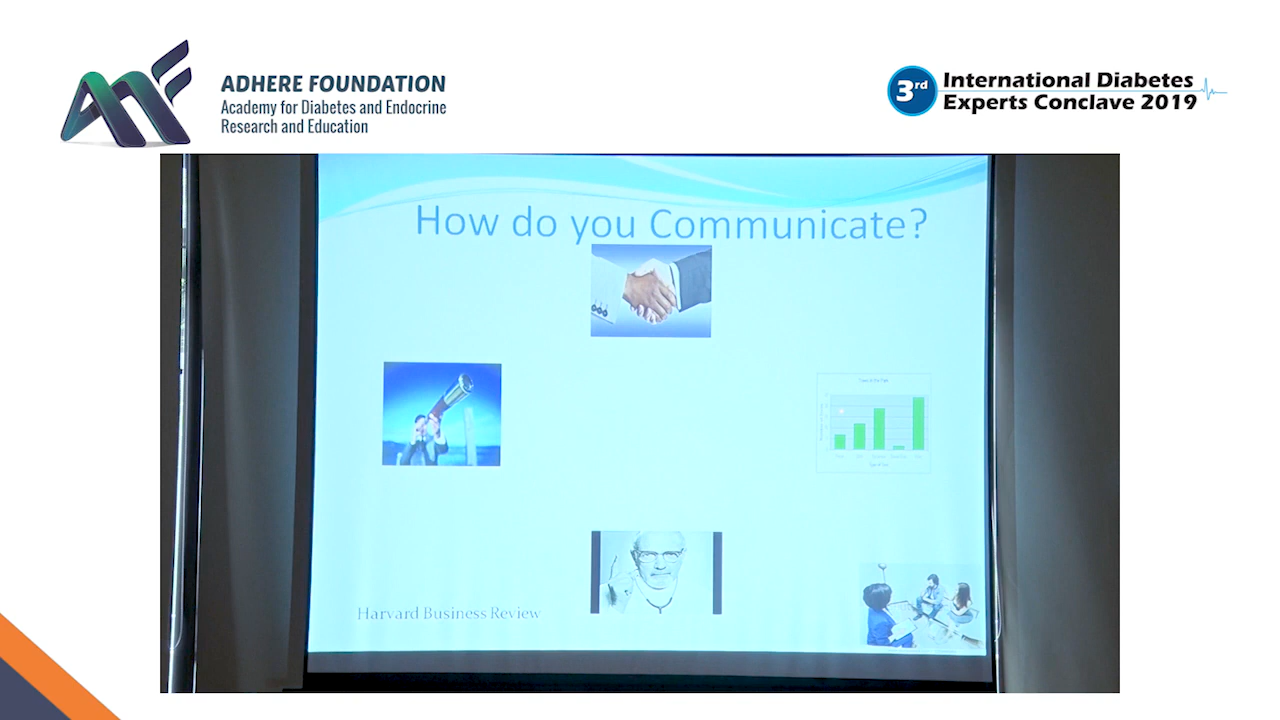 ADHERE FOUNDATION
Academy for Diabetes and Endocrine
Research and Education
3rd
International Diabetes
Experts Conclave 2019
How do you Communicate?
Harvard Business Review